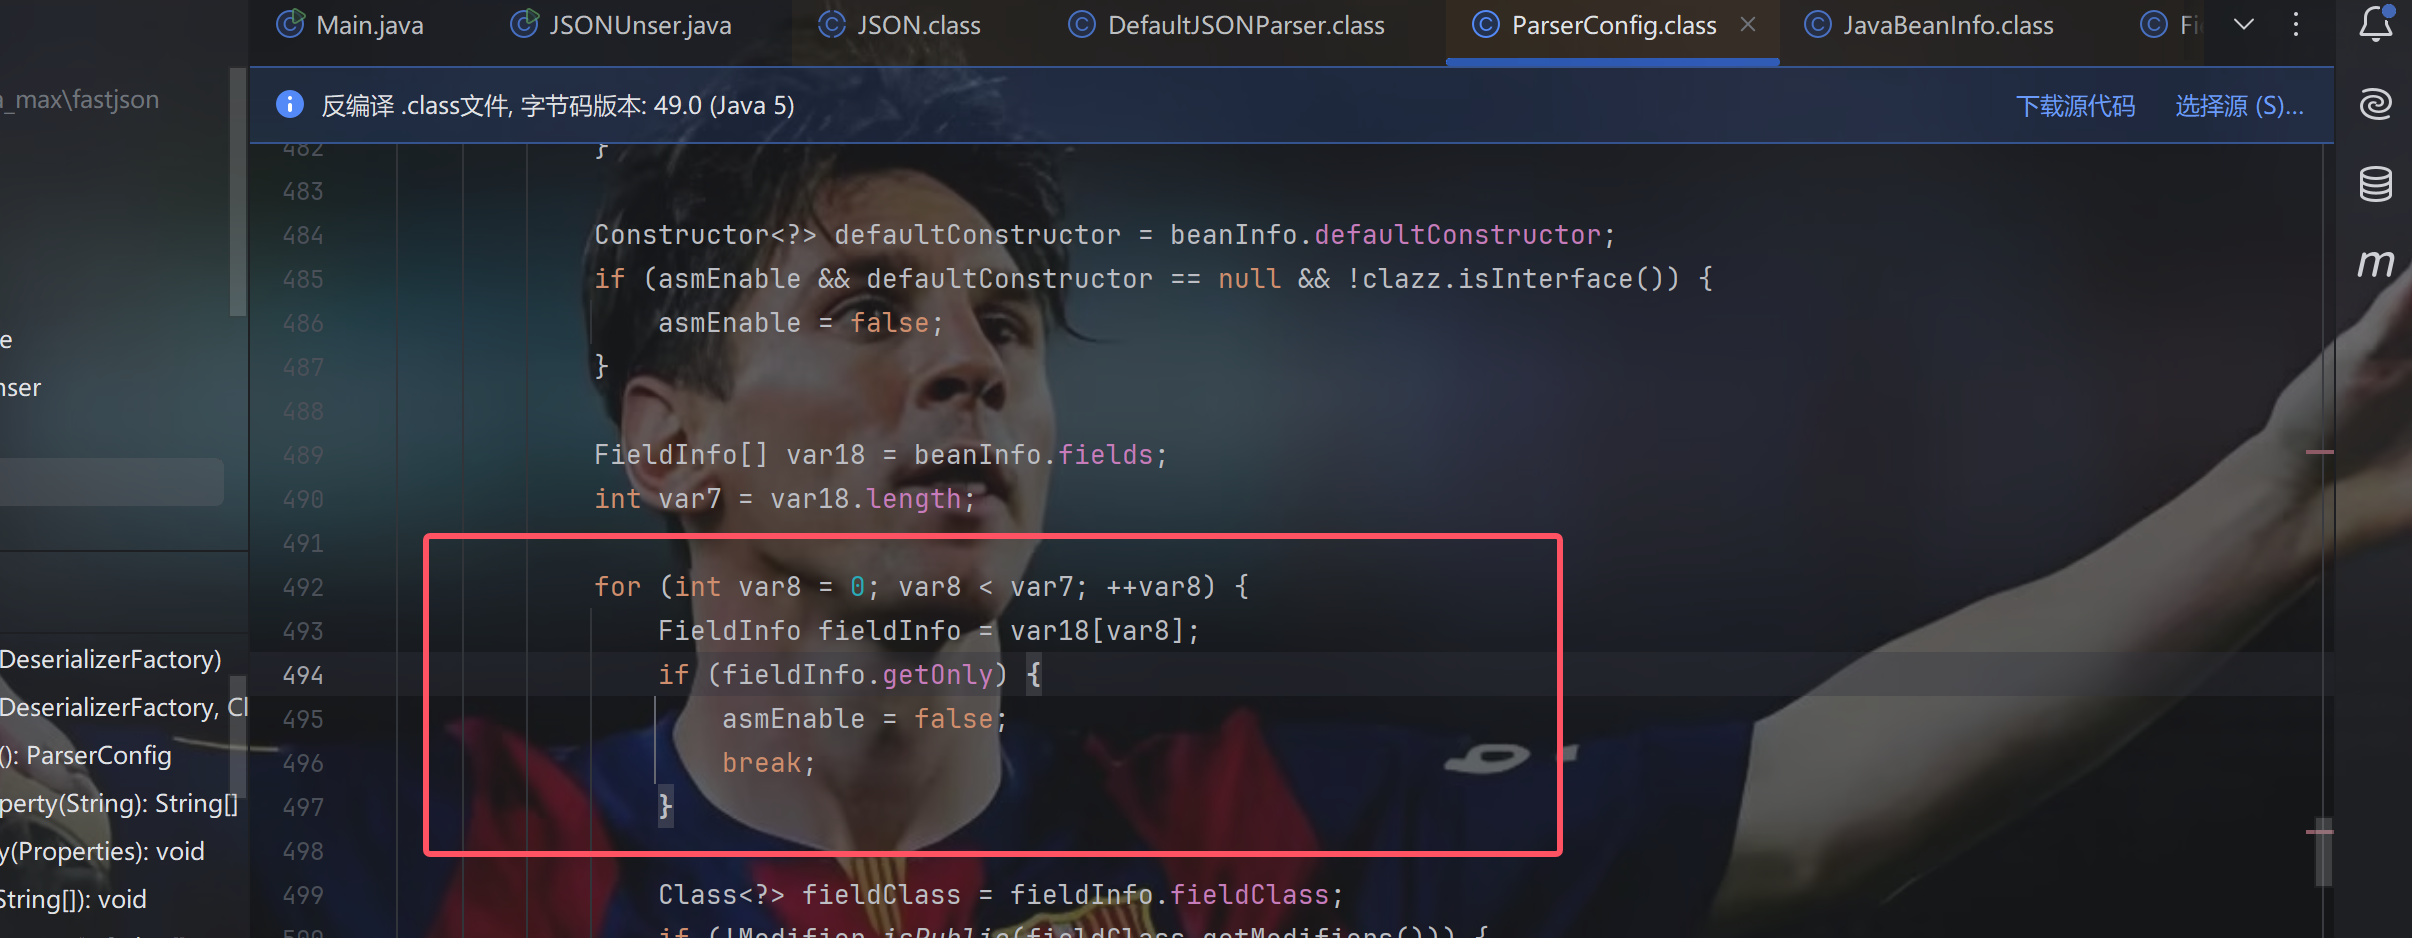 Main.java JSONUnser.java JSON.class DefaultJSONParser.class ParserConfig.class JavaBeanInfo.class
_max\fastjson
反编译 .class文件, 字节码版本: 49.0 (Java 5) 下载源代码 选择源 (S)...
482 }
483
484 Constructor<?> defaultConstructor = beanInfo.defaultConstructor;
485 if (asmEnable && defaultConstructor == null && !clazz.isInterface()) {
486 asmEnable = false;
487 }
488
489 FieldInfo[] var18 = beanInfo.fields;
490 int var7 = var18.length;
491
492 for (int var8 = 0; var8 < var7; ++var8) {
493 FieldInfo fieldInfo = var18[var8];
494 if (fieldInfo.getOnly) {
495 asmEnable = false;
496 break;
497 }
498
499 Class<?> fieldClass = fieldInfo.fieldClass;
500 if (!Modifier.isPublic(fieldClass.getModifiers())) {
e
nser
DeserializerFactory)
DeserializerFactory, Cl
(): ParserConfig
perty(String): String[]
y(Properties): void
String[]): void
m